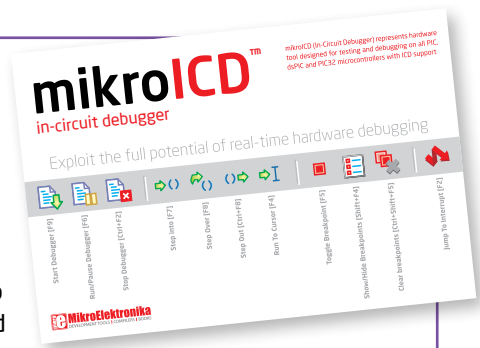 mikroICD™
in-circuit debugger
mikroICD (In-Circuit Debugger) represents hardware
tool designed for testing and debugging on all PIC,
dsPIC and PIC32 microcontrollers with ICD support
Exploit the full potential of real-time hardware debugging
Start Debugger [F9]
Run/Pause Debugger [F6]
Stop Debugger [Ctrl+F2]
Step Into [F7]
Step Over [F8]
Step Out [Ctrl+F8]
Run To Cursor [F4]
Toggle Breakpoint [F5]
Show/Hide Breakpoints [Shift+F4]
Clear breakpoints [Ctrl+Shift+F5]
Jump To Interrupt [F2]
MikroElektronika
DEVELOPMENT TOOLS | COMPILERS | BOOKS